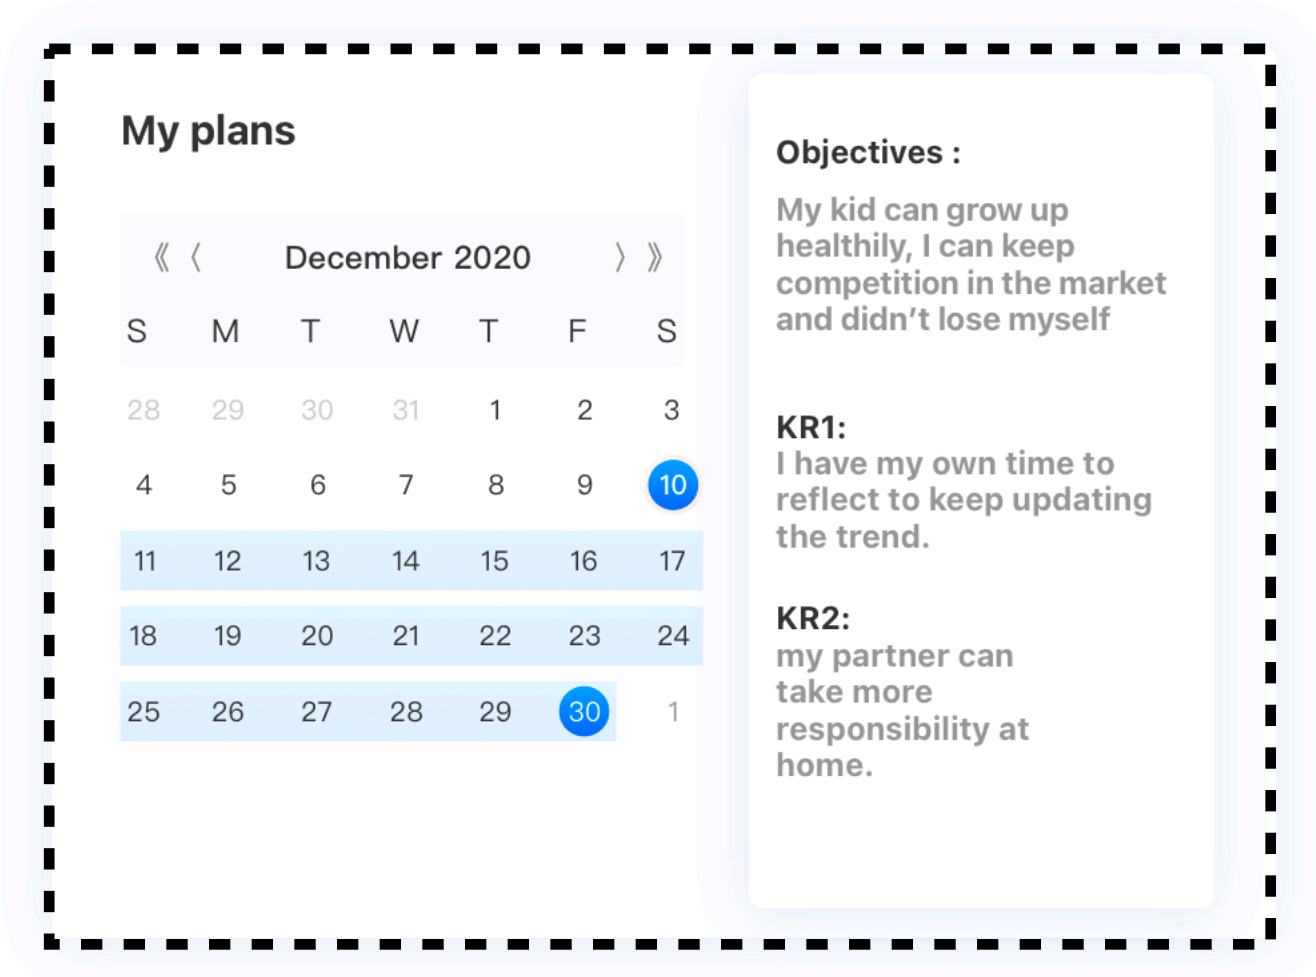 My plans
《 〈 December 2020 〉 》
S M T W T F S
28 29 30 31 1 2 3
4 5 6 7 8 9 10
11 12 13 14 15 16 17
18 19 20 21 22 23 24
25 26 27 28 29 30 1
Objectives :
My kid can grow up
healthily, I can keep
competition in the market
and didn’t lose myself
KR1:
I have my own time to
reflect to keep updating
the trend.
KR2:
my partner can
take more
responsibility at
home.